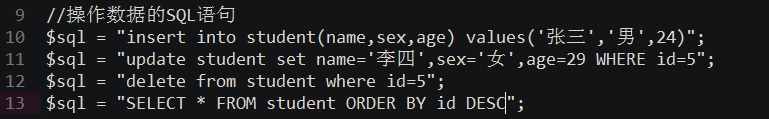 9 //操作数据的SQL语句
10 $sql = "insert into student(name,sex,age) values('张三','男',24)";
11 $sql = "update student set name='李四',sex='女',age=29 WHERE id=5";
12 $sql = "delete from student where id=5";
13 $sql = "SELECT * FROM student ORDER BY id DESC";